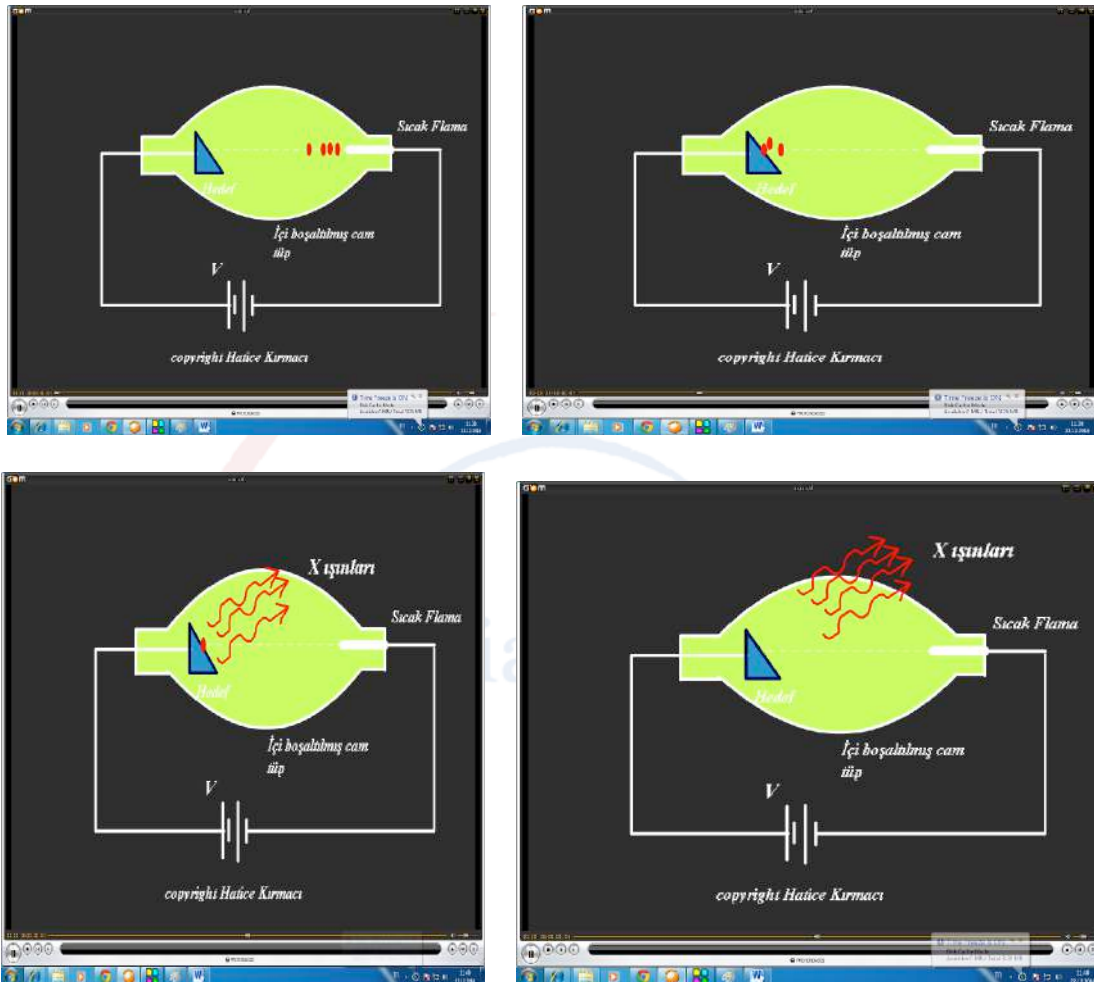 Sıcak Flama
Hedef
İçi boşaltılmış cam
tüp
V
copyright Hatice Kırmacı
Sıcak Flama
Hedef
İçi boşaltılmış cam
tüp
V
copyright Hatice Kırmacı
X ışınları
Sıcak Flama
Hedef
İçi boşaltılmış cam
tüp
V
copyright Hatice Kırmacı
X ışınları
Sıcak Flama
Hedef
İçi boşaltılmış cam
tüp
V
copyright Hatice Kırmacı